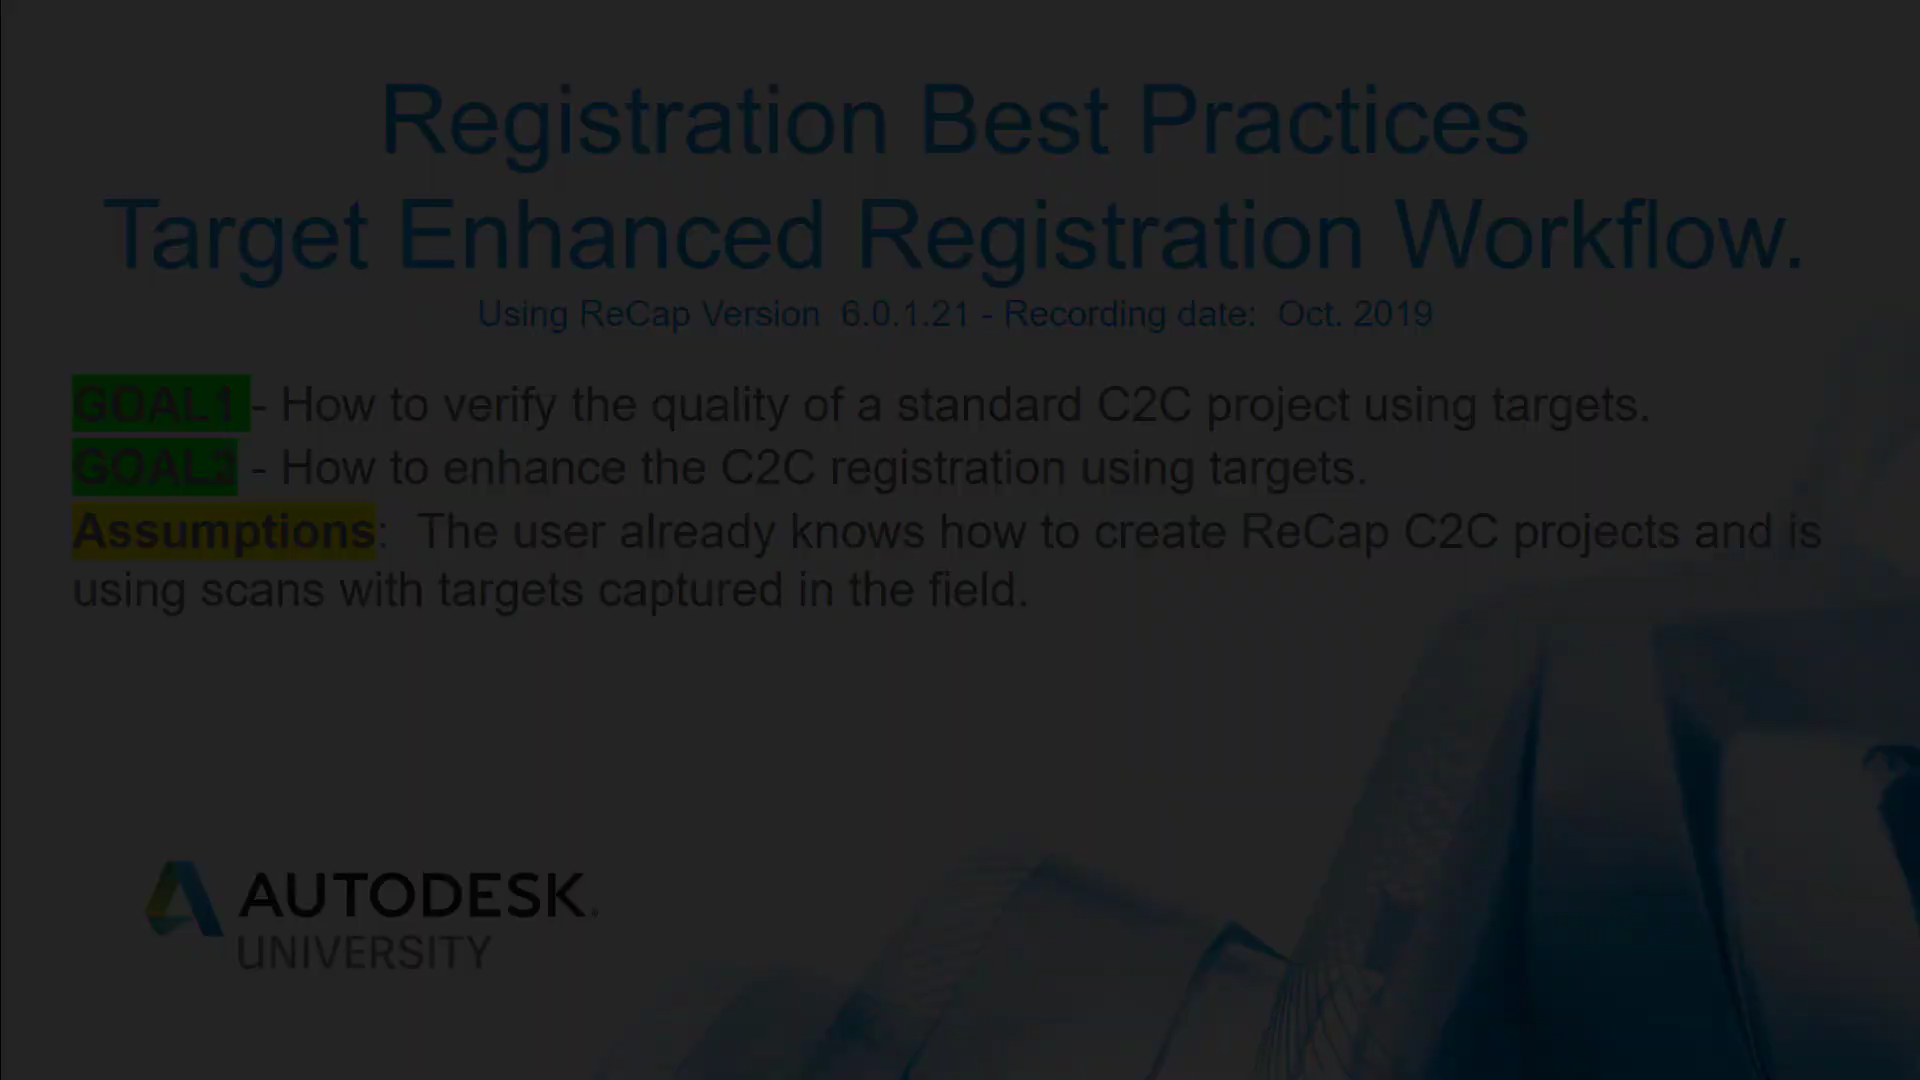 Registration Best Practices
Target Enhanced Registration Workflow.
Using ReCap Version 6.0.1.21 - Recording date: Oct. 2019
GOAL1 - How to verify the quality of a standard C2C project using targets.
GOAL2 - How to enhance the C2C registration using targets.
Assumptions: The user already knows how to create ReCap C2C projects and is
using scans with targets captured in the field.
AUTODESK®
UNIVERSITY